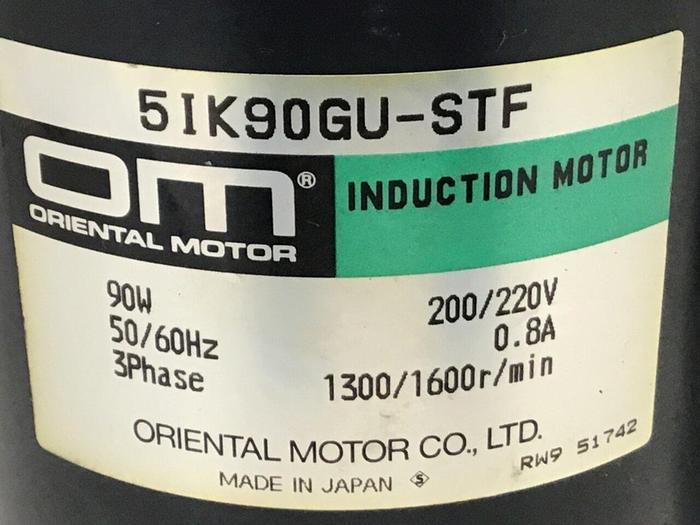 5IK90GU-STF
OM®
ORIENTAL MOTOR
INDUCTION MOTOR
90W
200/220V
50/60Hz
0.8A
3Phase
1300/1600r/min
ORIENTAL MOTOR CO., LTD.
RW9 51742
MADE IN JAPAN S